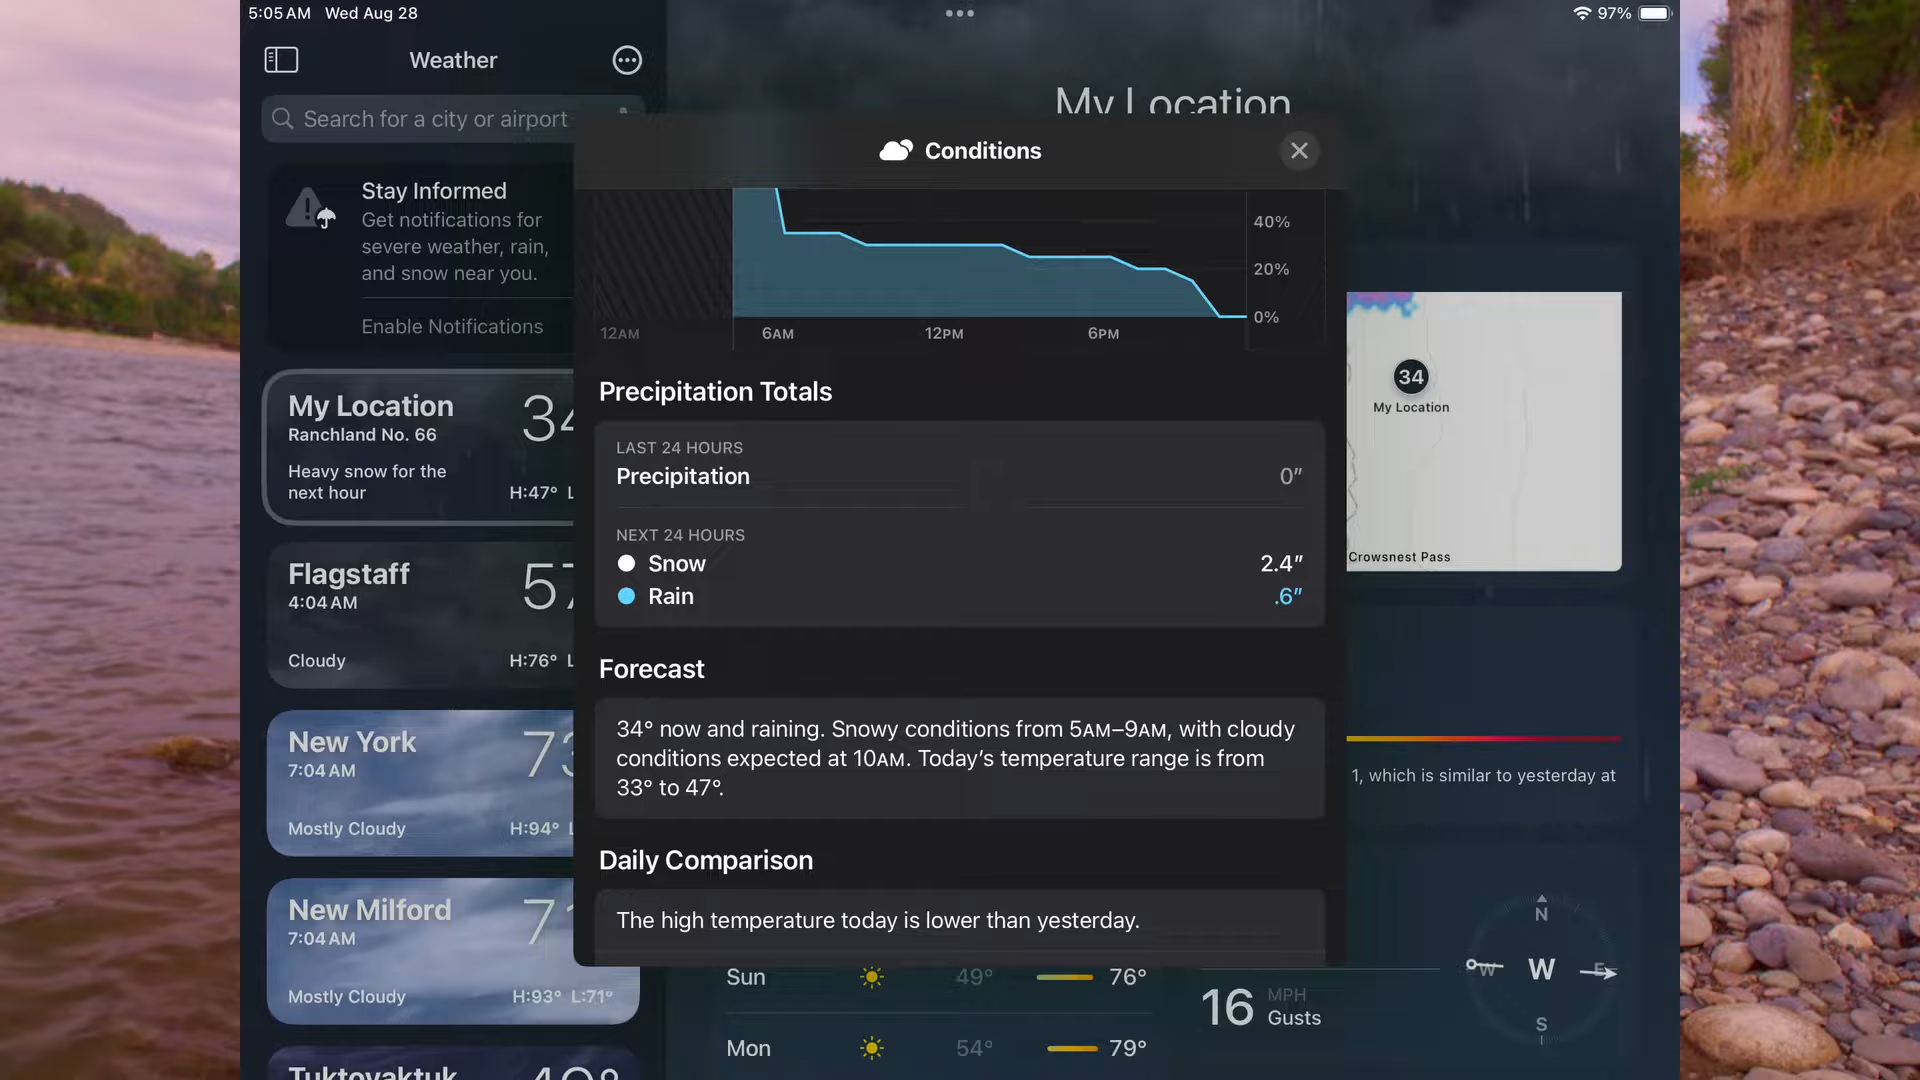 5:05 AM Wed Aug 28
97%
Weather
Search for a city or airport
Stay Informed
Get notifications for
severe weather, rain,
and snow near you.
Enable Notifications
My Location
Ranchland No. 66
34
Heavy snow for the
next hour
H:47° L
Flagstaff
4:04 AM
57
Cloudy
H:76° L
New York
7:04 AM
73
Mostly Cloudy
H:94° L
New Milford
7:04 AM
71
Mostly Cloudy
H:93° L:71°
Tuktoyaktuk
My Location
Conditions
40%
20%
0%
12AM 6AM 12PM 6PM
Precipitation Totals
LAST 24 HOURS
Precipitation 0"
NEXT 24 HOURS
Snow 2.4"
Rain .6"
Forecast
34° now and raining. Snowy conditions from 5AM–9AM, with cloudy
conditions expected at 10AM. Today's temperature range is from
33° to 47°.
Daily Comparison
The high temperature today is lower than yesterday.
34
My Location
Crowsnest Pass
1, which is similar to yesterday at
Sun 49° 76°
Mon 54° 79°
16 MPH
Gusts
N
W W E
S